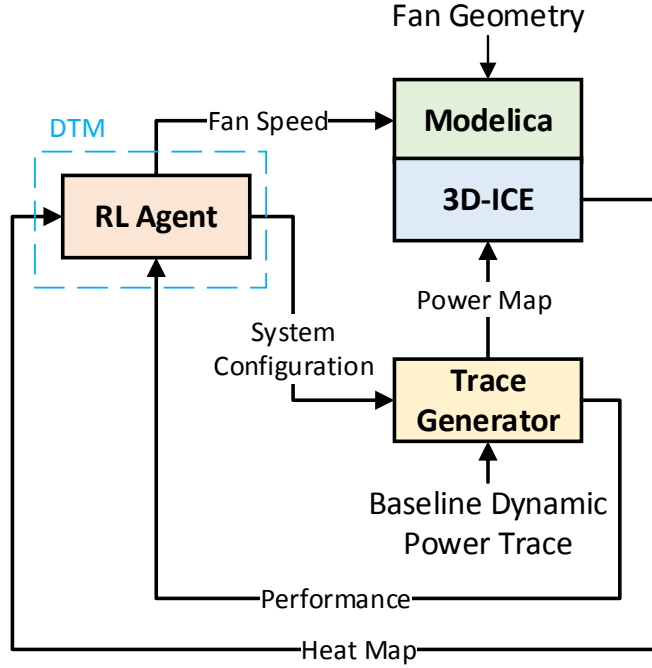 Fan Geometry
DTM
Fan Speed
Modelica
RL Agent
3D-ICE
Power Map
System
Configuration
Trace
Generator
Baseline Dynamic
Power Trace
Performance
Heat Map